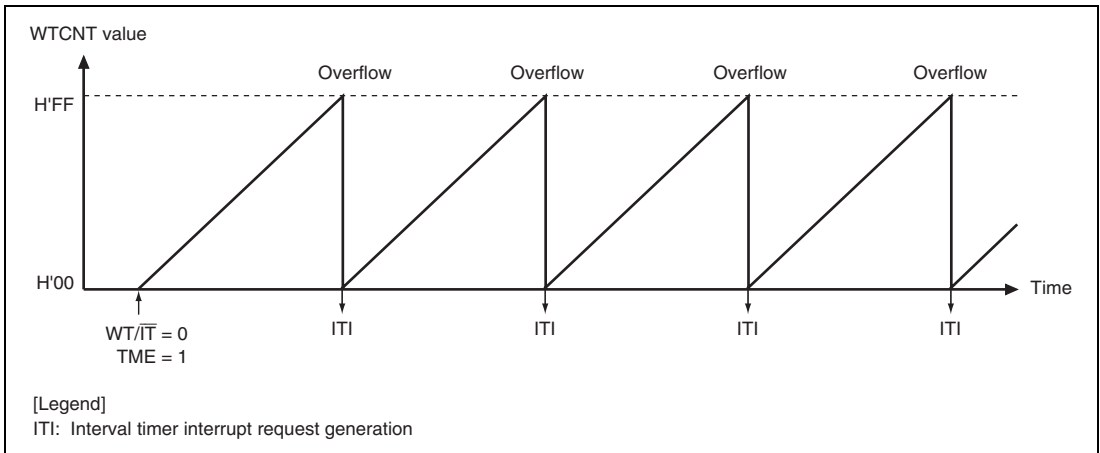 WTCNT value
Overflow Overflow Overflow Overflow
H'FF
H'00
Time
WT/I̅T̅ = 0
TME = 1
ITI ITI ITI ITI
[Legend]
ITI: Interval timer interrupt request generation